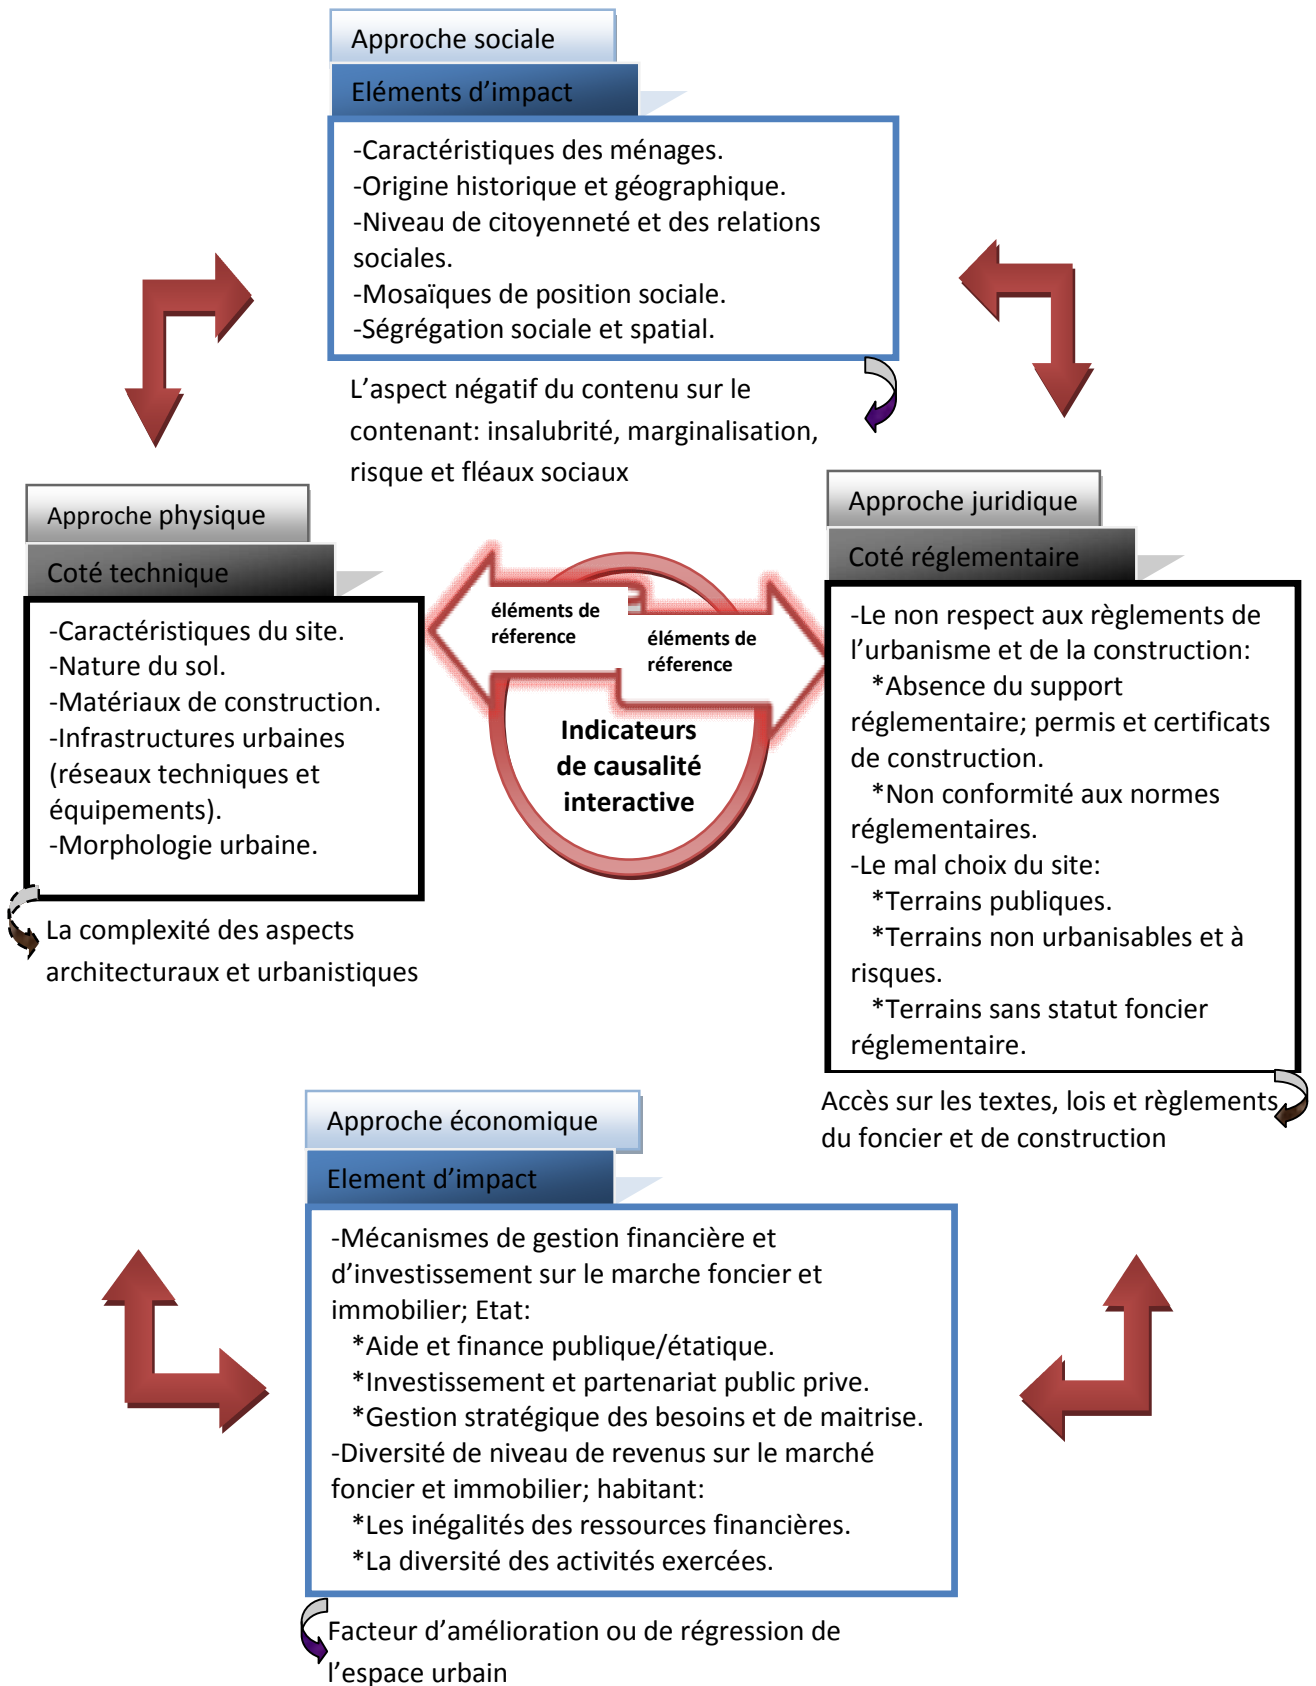 Approche sociale
Eléments d'impact
-Caractéristiques des ménages.
-Origine historique et géographique.
-Niveau de citoyenneté et des relations
sociales.
-Mosaïques de position sociale.
-Ségrégation sociale et spatial.
L'aspect négatif du contenu sur le
contenant: insalubrité, marginalisation,
risque et fléaux sociaux
Approche physique
Coté technique
-Caractéristiques du site.
-Nature du sol.
-Matériaux de construction.
-Infrastructures urbaines
(réseaux techniques et
équipements).
-Morphologie urbaine.
La complexité des aspects
architecturaux et urbanistiques
éléments de
réference
éléments de
réference
Indicateurs
de causalité
interactive
Approche juridique
Coté réglementaire
-Le non respect aux règlements de
l'urbanisme et de la construction:
*Absence du support
réglementaire; permis et certificats
de construction.
*Non conformité aux normes
réglementaires.
-Le mal choix du site:
*Terrains publiques.
*Terrains non urbanisables et à
risques.
*Terrains sans statut foncier
réglementaire.
Accès sur les textes, lois et règlements
du foncier et de construction
Approche économique
Element d'impact
-Mécanismes de gestion financière et
d'investissement sur le marche foncier et
immobilier; Etat:
*Aide et finance publique/étatique.
*Investissement et partenariat public prive.
*Gestion stratégique des besoins et de maitrise.
-Diversité de niveau de revenus sur le marché
foncier et immobilier; habitant:
*Les inégalités des ressources financières.
*La diversité des activités exercées.
Facteur d'amélioration ou de régression de
l'espace urbain